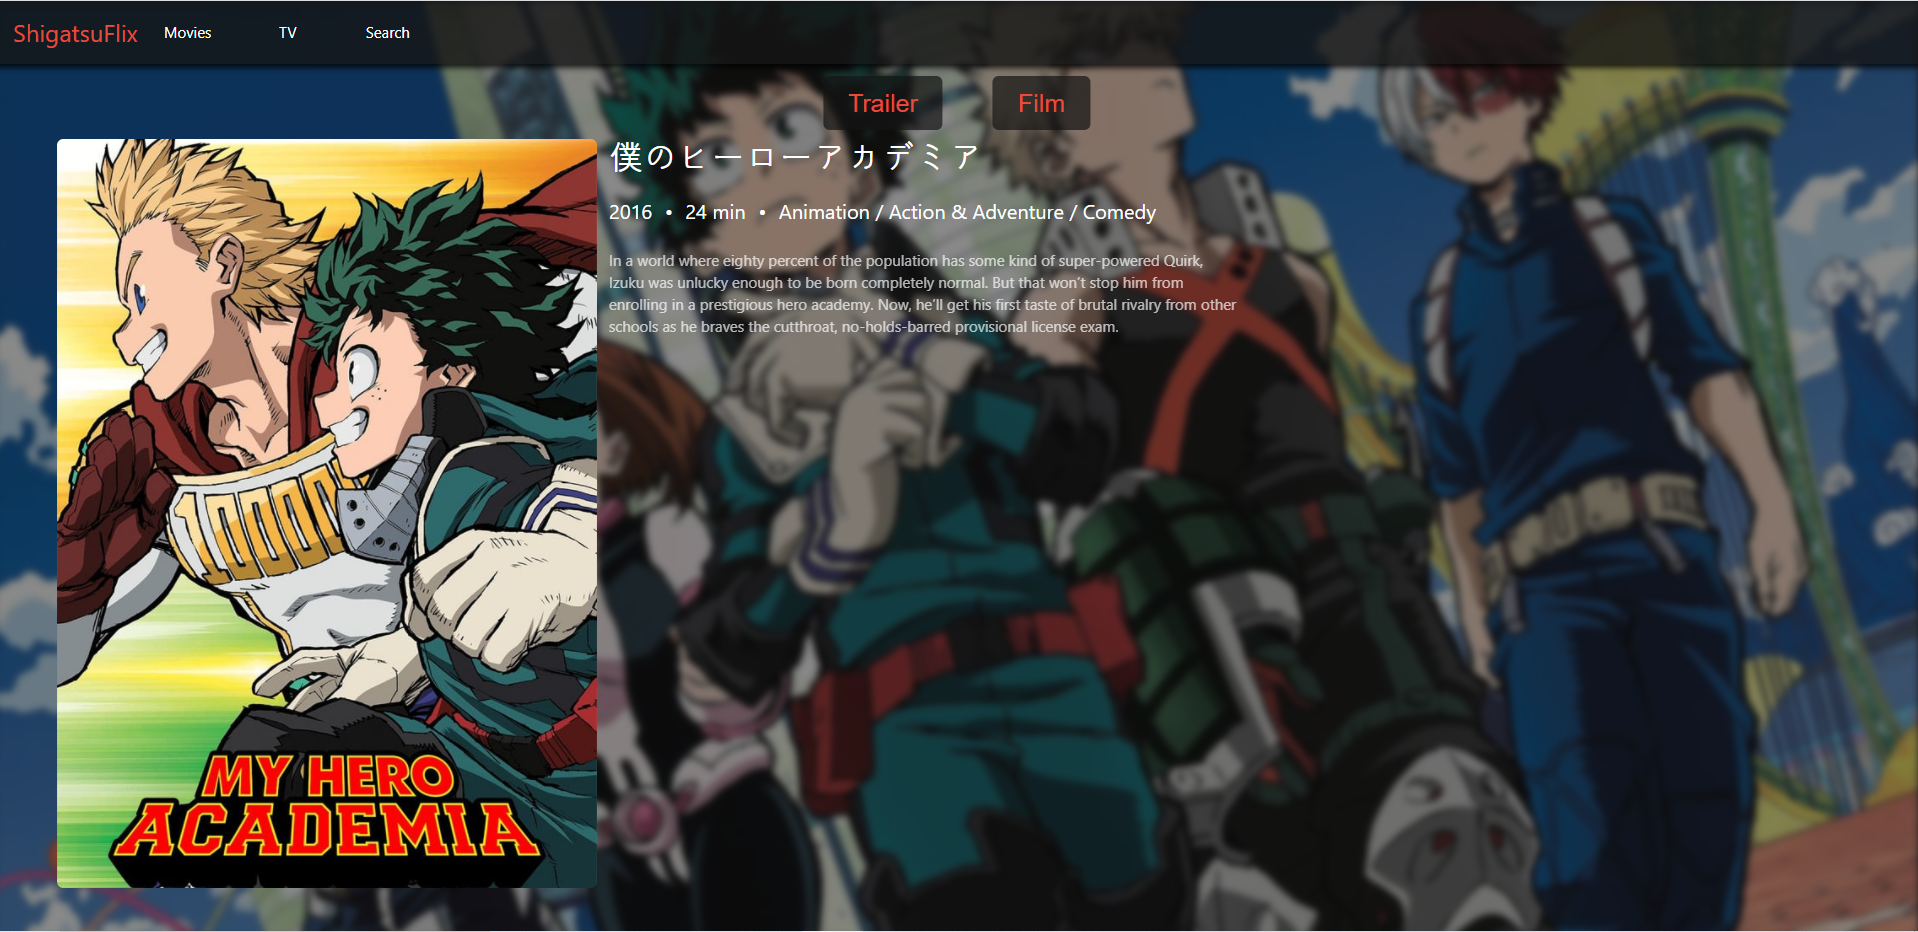 ShigatsuFlix Movies TV Search
Trailer Film
僕のヒーローアカデミア
2016 • 24 min • Animation / Action & Adventure / Comedy
In a world where eighty percent of the population has some kind of super-powered Quirk,
Izuku was unlucky enough to be born completely normal. But that won’t stop him from
enrolling in a prestigious hero academy. Now, he’ll get his first taste of brutal rivalry from other
schools as he braves the cutthroat, no-holds-barred provisional license exam.
1000
MY HERO
ACADEMIA